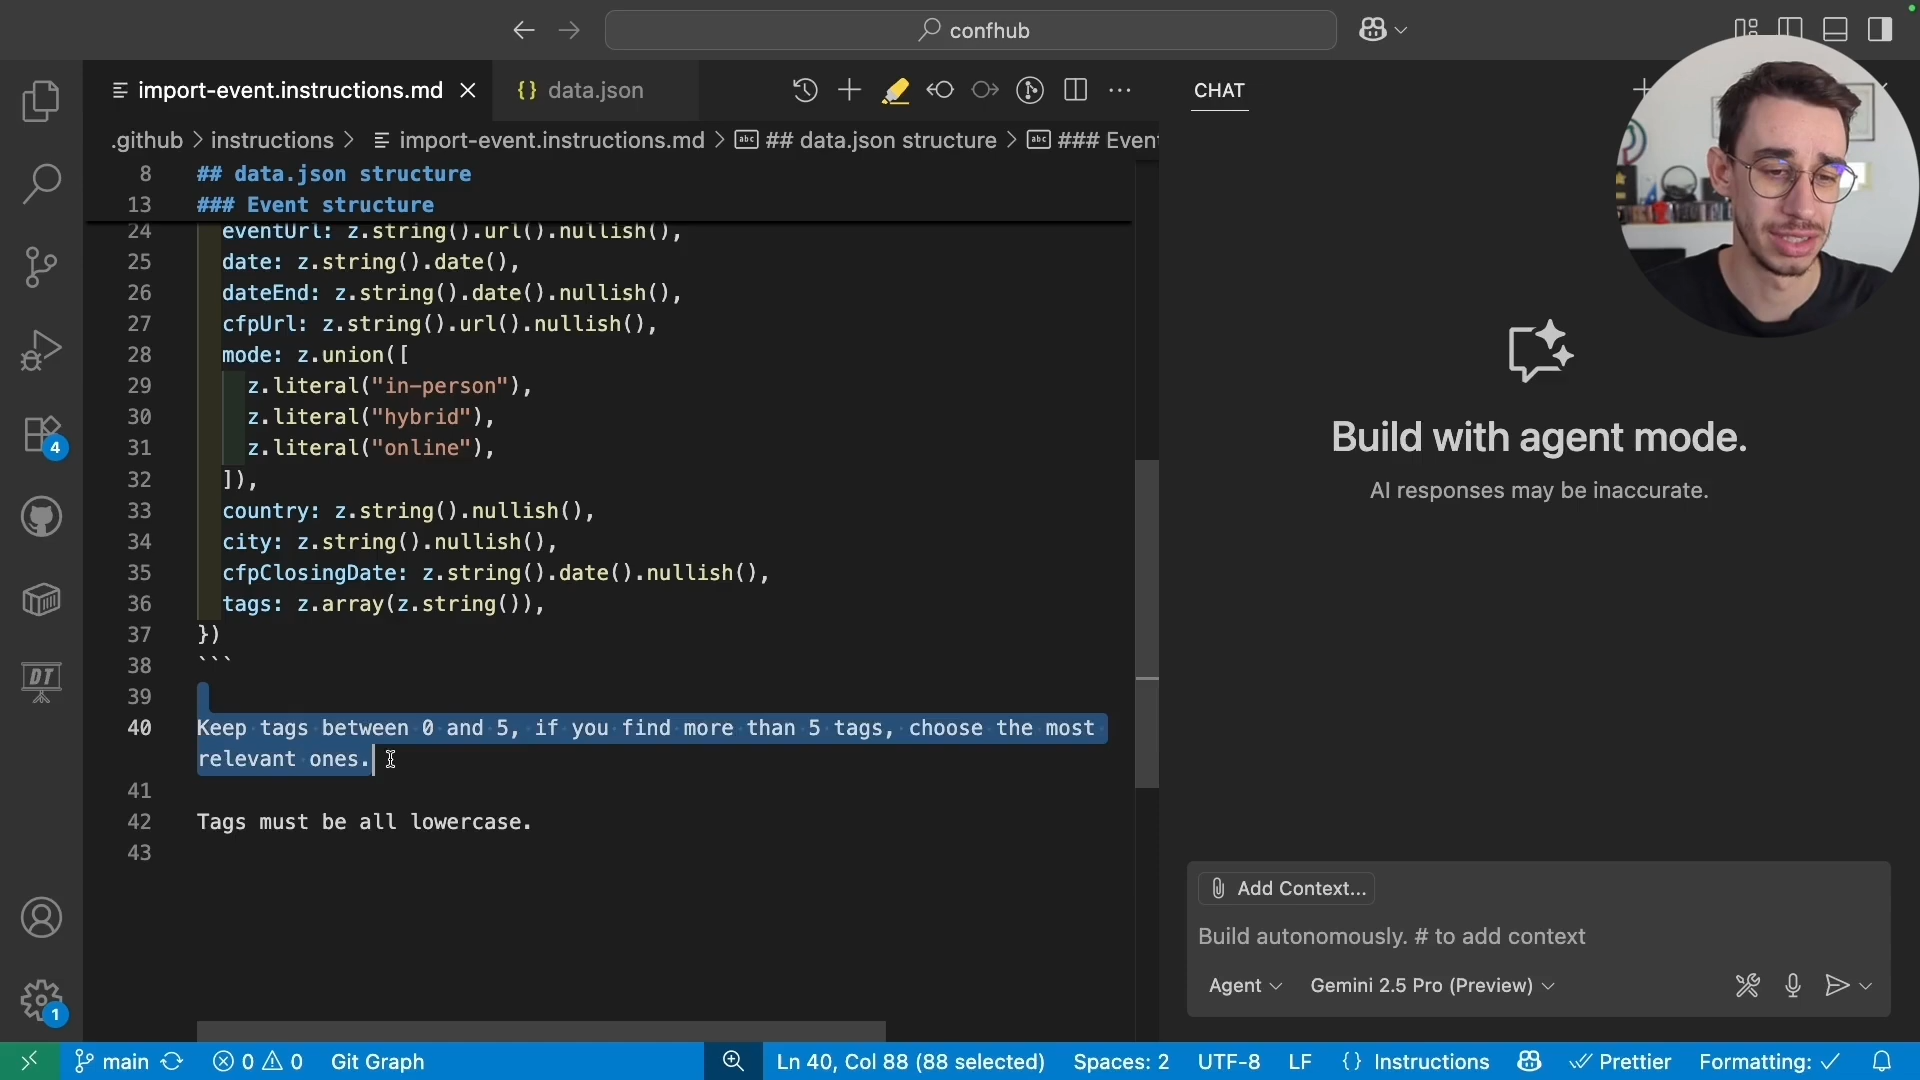 confhub
import-event.instructions.md
{} data.json
CHAT
.github > instructions > import-event.instructions.md > abc ## data.json structure > abc ### Event
8 ## data.json structure
13 ### Event structure
24 eventUrl: z.string().url().nullish(),
25 date: z.string().date(),
26 dateEnd: z.string().date().nullish(),
27 cfpUrl: z.string().url().nullish(),
28 mode: z.union([
29 z.literal("in-person"),
30 z.literal("hybrid"),
31 z.literal("online"),
32 ]),
33 country: z.string().nullish(),
34 city: z.string().nullish(),
35 cfpClosingDate: z.string().date().nullish(),
36 tags: z.array(z.string()),
37 })
38 ```
39
40 Keep tags between 0 and 5, if you find more than 5 tags, choose the most
relevant ones.
41
42 Tags must be all lowercase.
43
4
DT
1
Build with agent mode.
AI responses may be inaccurate.
Add Context...
Build autonomously. # to add context
Agent Gemini 2.5 Pro (Preview)
main 0 0 Git Graph Ln 40, Col 88 (88 selected) Spaces: 2 UTF-8 LF {} Instructions Prettier Formatting: ✓